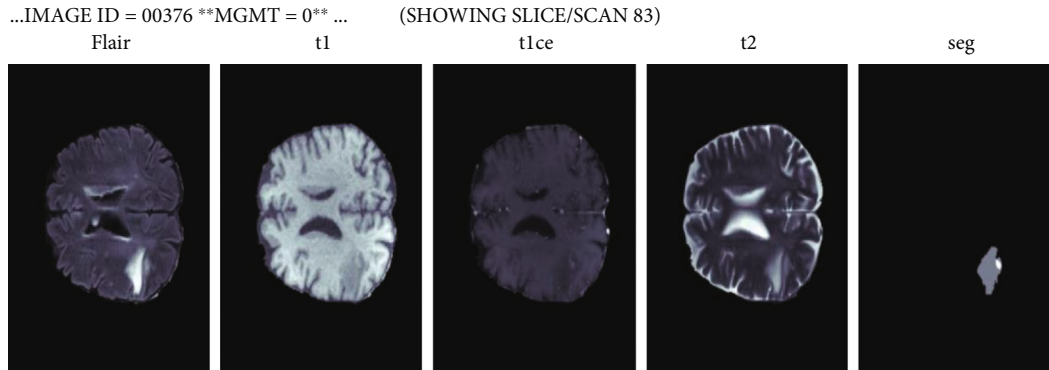 ...IMAGE ID = 00376 **MGMT = 0** ... (SHOWING SLICE/SCAN 83)
Flair t1 t1ce t2 seg